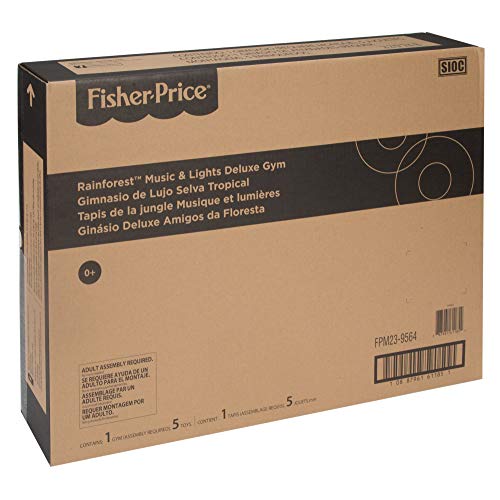 Fisher-Price®
SIOC
Rainforest™ Music & Lights Deluxe Gym
Gimnasio de Lujo Selva Tropical
Tapis de la jungle Musique et lumières
Ginásio Deluxe Amigos da Floresta
0+
FPM23-9564
ADULT ASSEMBLY REQUIRED.
SE REQUIERE AYUDA DE UN
ADULTO PARA EL MONTAJE.
ASSEMBLAGE PAR UN
ADULTE REQUIS.
REQUER MONTAGEM POR
UM ADULTO.
CONTAINS: 1 GYM (ASSEMBLY REQUIRED), 5 TOYS. CONTIENT : 1 TAPIS (ASSEMBLAGE REQUIS), 5 JOUETS